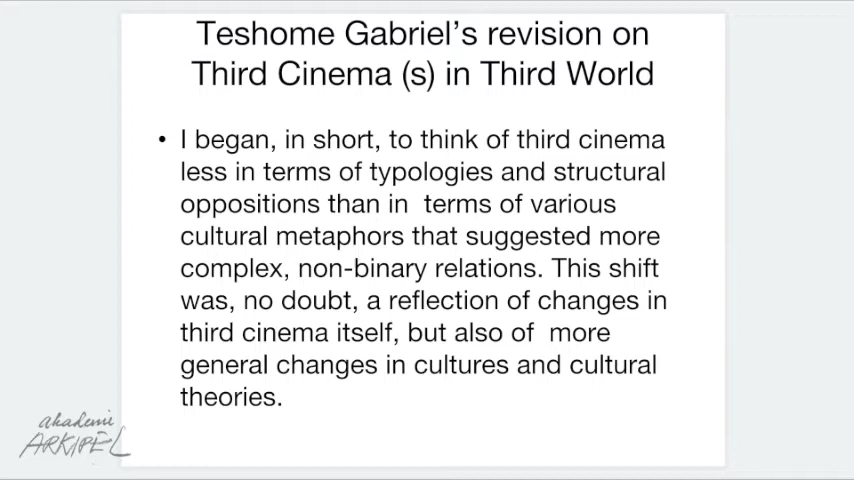 Teshome Gabriel’s revision on
Third Cinema (s) in Third World
• I began, in short, to think of third cinema
less in terms of typologies and structural
oppositions than in  terms of various
cultural metaphors that suggested more
complex, non-binary relations. This shift
was, no doubt, a reflection of changes in
third cinema itself, but also of  more
general changes in cultures and cultural
theories.
akademi
ARKIPEL